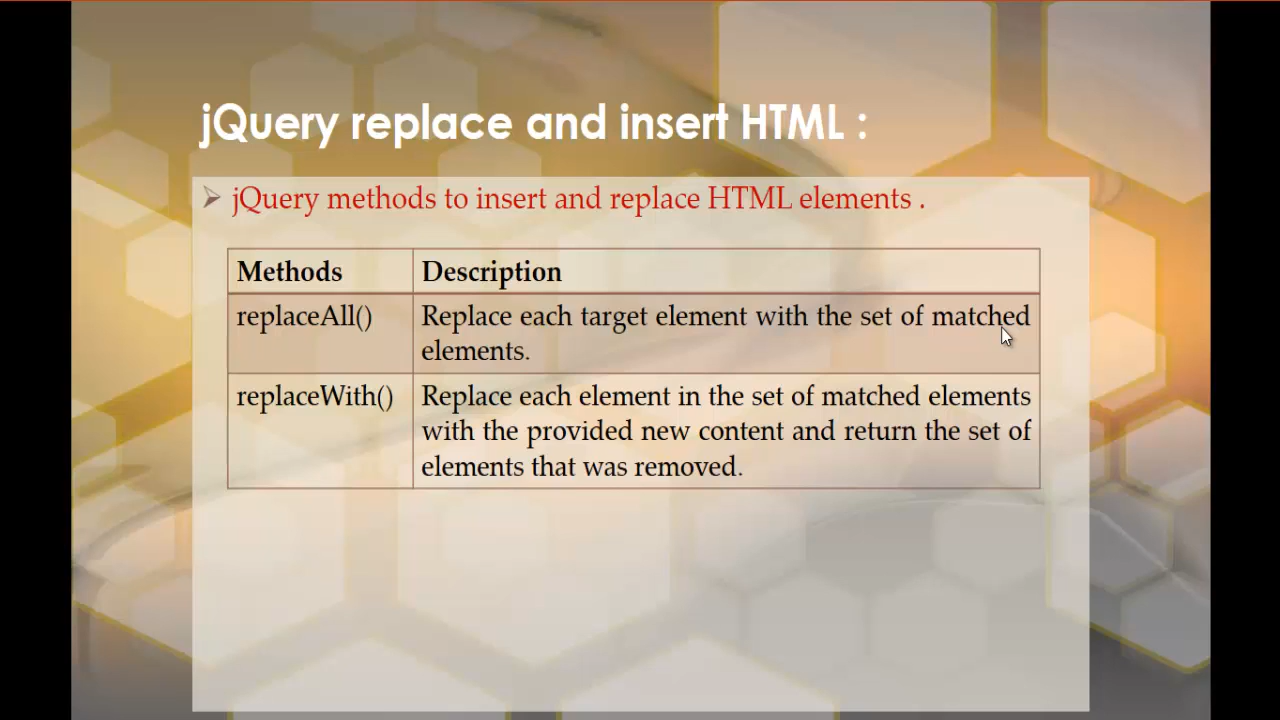 jQuery replace and insert HTML :
jQuery methods to insert and replace HTML elements .
Methods Description
replaceAll() Replace each target element with the set of matched
elements.
replaceWith() Replace each element in the set of matched elements
with the provided new content and return the set of
elements that was removed.